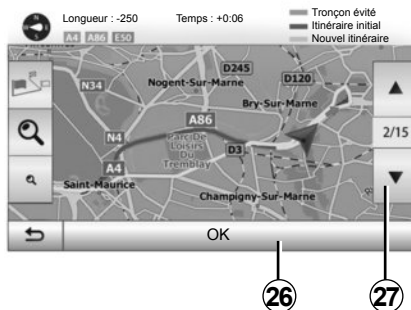 Longueur : -250 Temps : +0:06
Tronçon évité
Itinéraire initial
Nouvel itinéraire
A4 A86 E50
D245
N34
Nogent-Sur-Marne
D120
Bry-Sur-Marne
2/15
A86
N4
Parc De
Loisirs
Du
Tremblay
D3
A4
Saint-Maurice
Champigny-Sur-Marne
OK
26 27